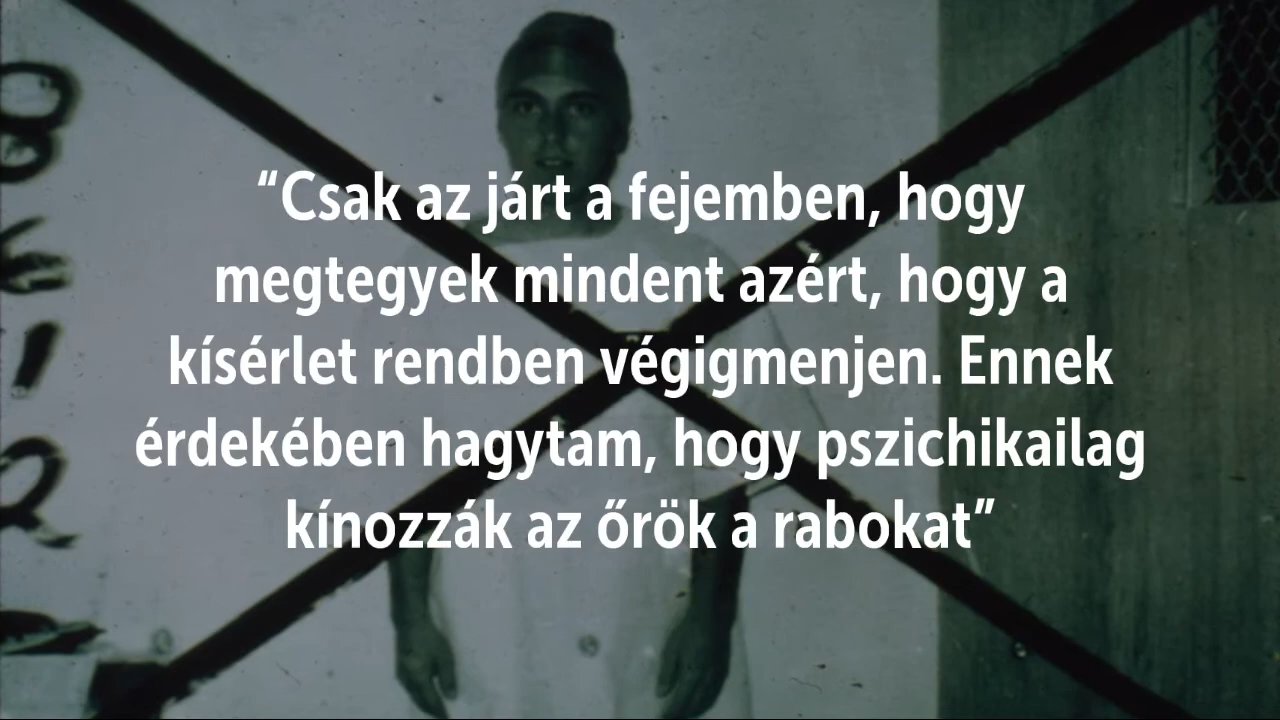 “Csak az járt a fejemben, hogy
megtegyek mindent azért, hogy a
kísérlet rendben végigmenjen. Ennek
érdekében hagytam, hogy pszichikailag
kínozzák az őrök a rabokat”